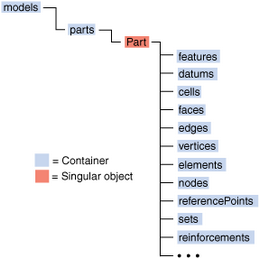 models
parts
Part
features
datums
cells
faces
edges
vertices
elements
nodes
referencePoints
sets
reinforcements
• • •
= Container
= Singular object